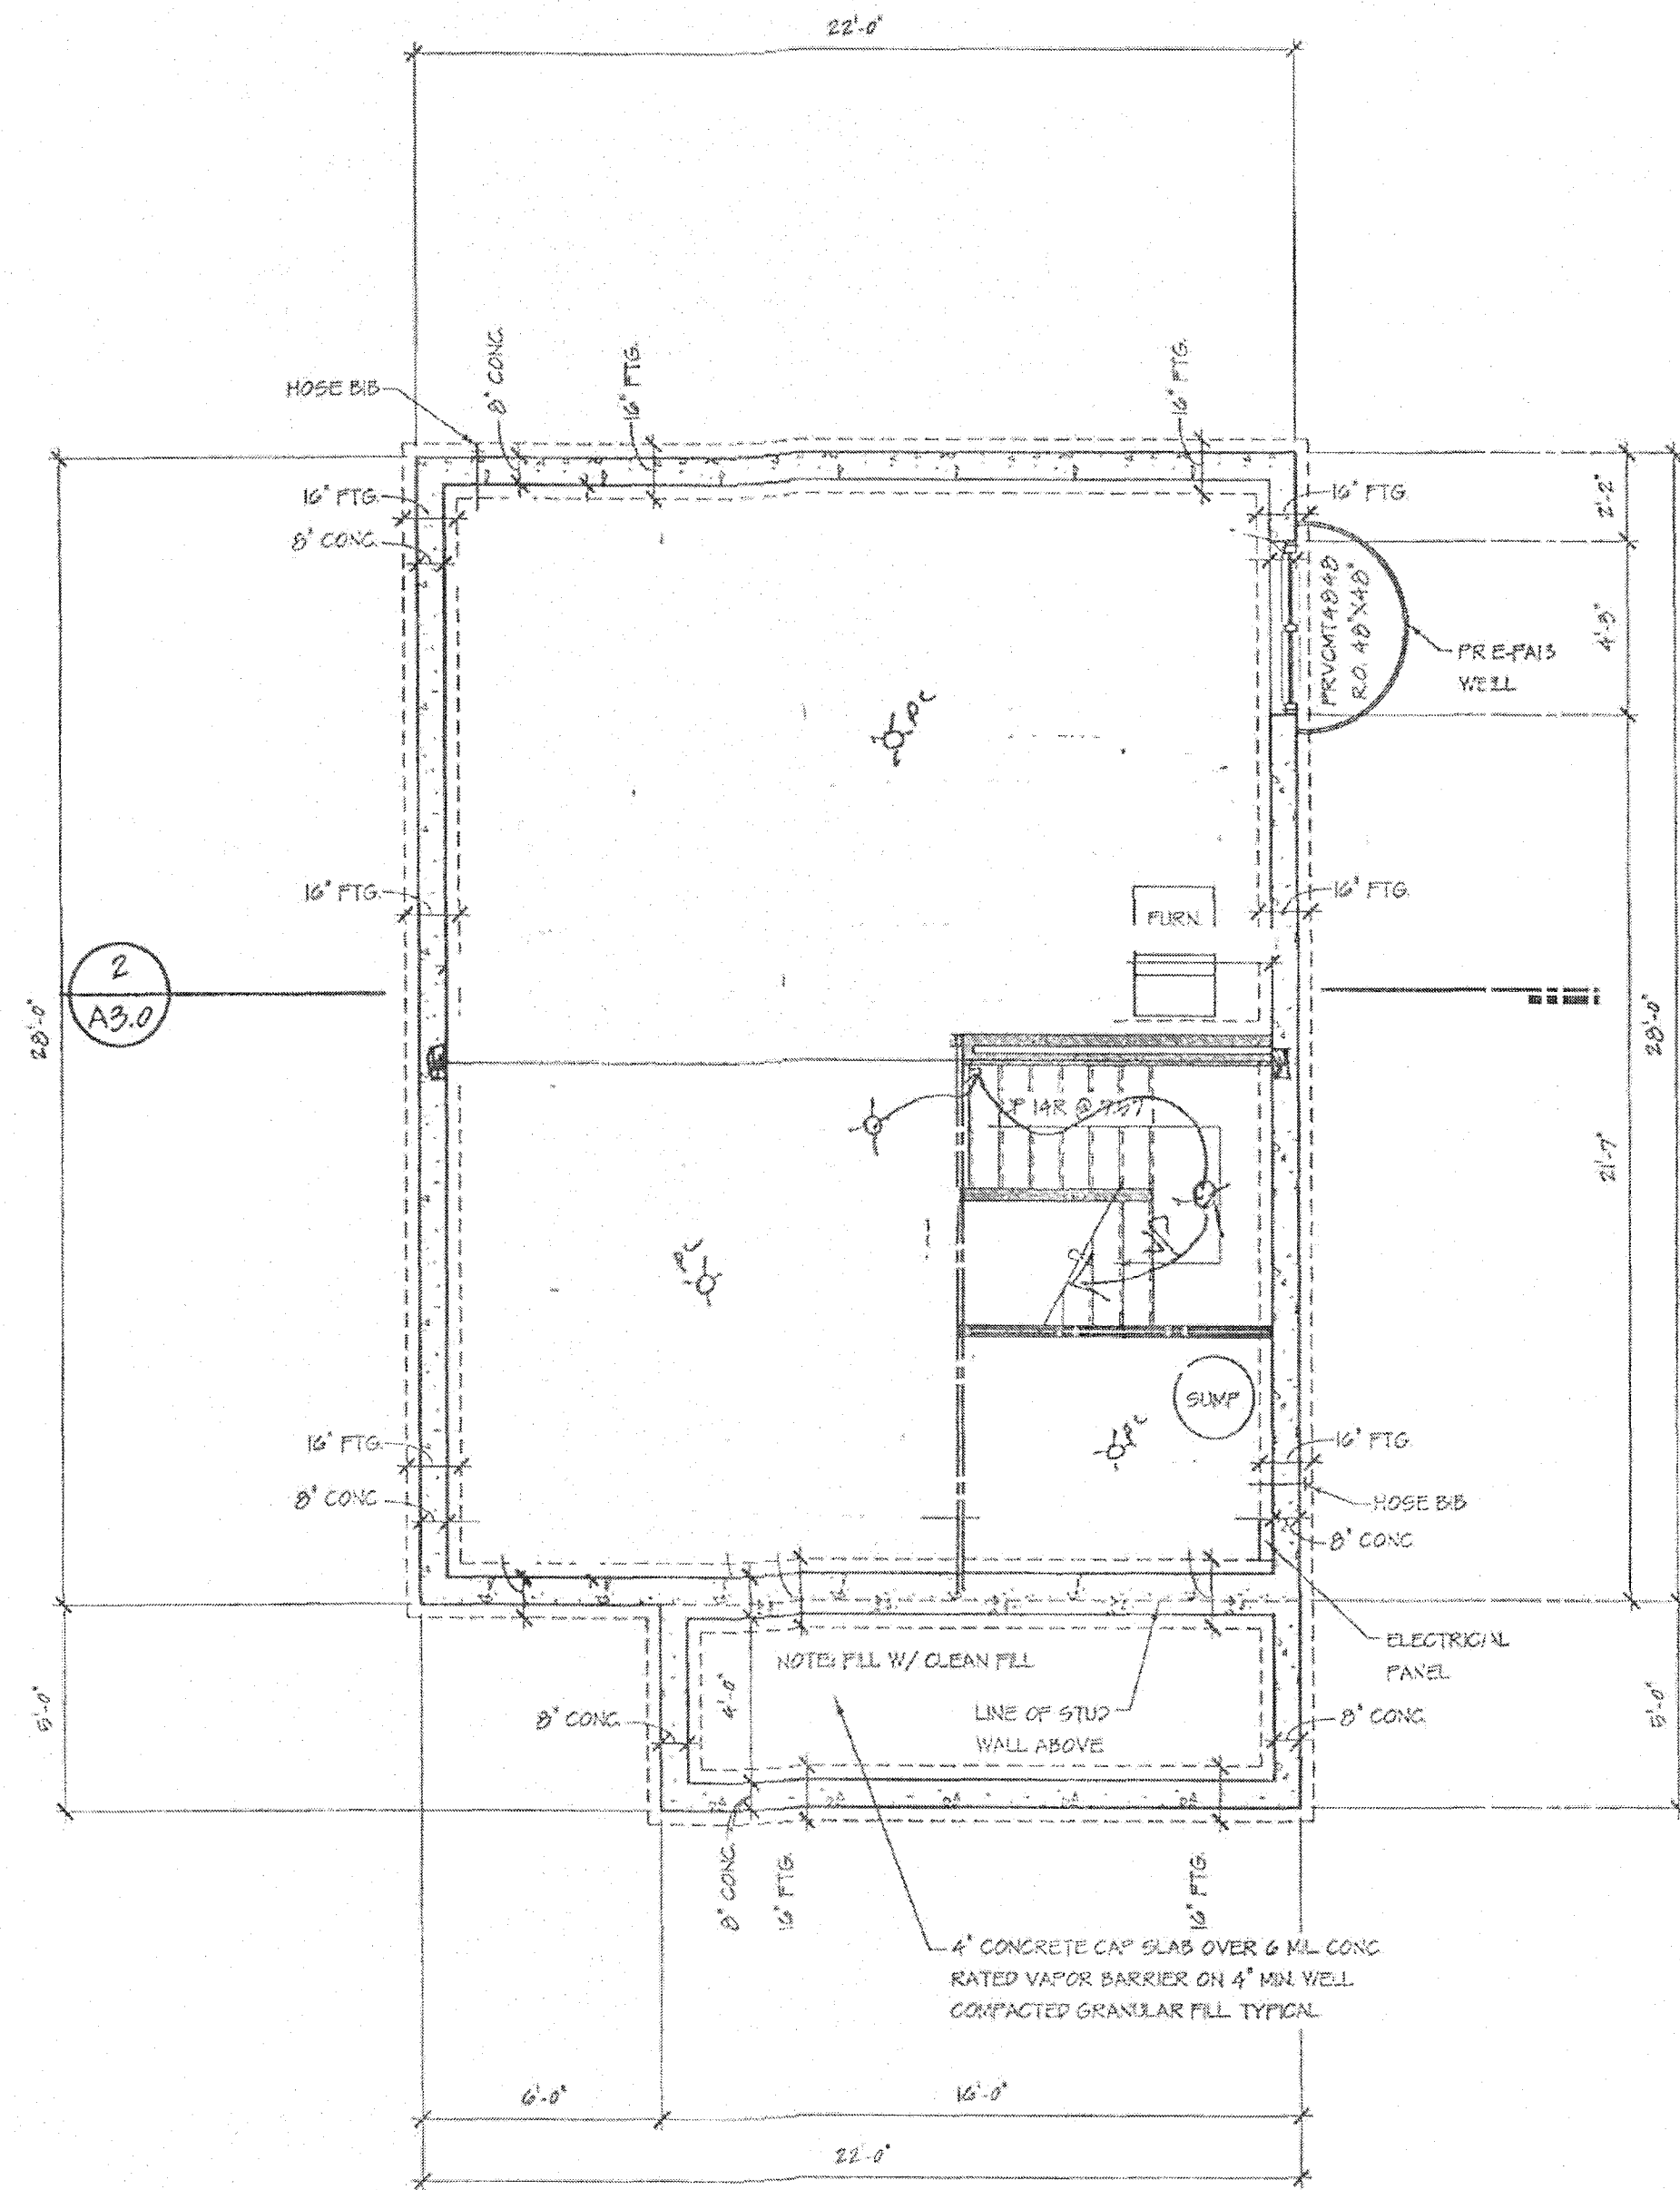 22'-0"
HOSE BIB
8" CONC.
16" FTG.
16" FTG.
16" FTG.
8" CONC.
16" FTG.
2'-2"
PRVCMT4848
R.O. 48"X48"
4'-3"
PRE-FAB
WELL
16" FTG.
FURN.
16" FTG.
2
A3.0
28'-0"
28'-0"
PC
P 14R @ 7.57
21'-7"
PC
SUMP
PC
16" FTG.
8" CONC
16" FTG.
HOSE BIB
8" CONC
ELECTRICAL
PANEL
NOTE: FILL W/ CLEAN FILL
4'-0"
LINE OF STUD
WALL ABOVE
8" CONC.
8" CONC.
5'-0"
5'-0"
8" CONC.
16" FTG.
16" FTG.
4" CONCRETE CAP SLAB OVER 6 MIL CONC
RATED VAPOR BARRIER ON 4" MIN. WELL
COMPACTED GRANULAR FILL TYPICAL
6'-0"
16'-0"
22'-0"